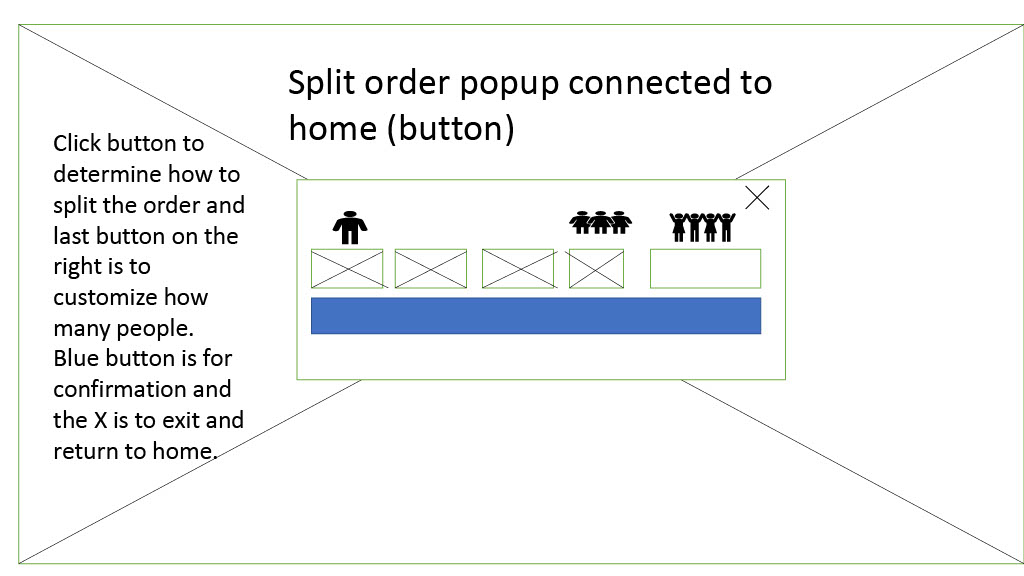 Split order popup connected to
home (button)
Click button to
determine how to
split the order and
last button on the
right is to
customize how
many people.
Blue button is for
confirmation and
the X is to exit and
return to home.